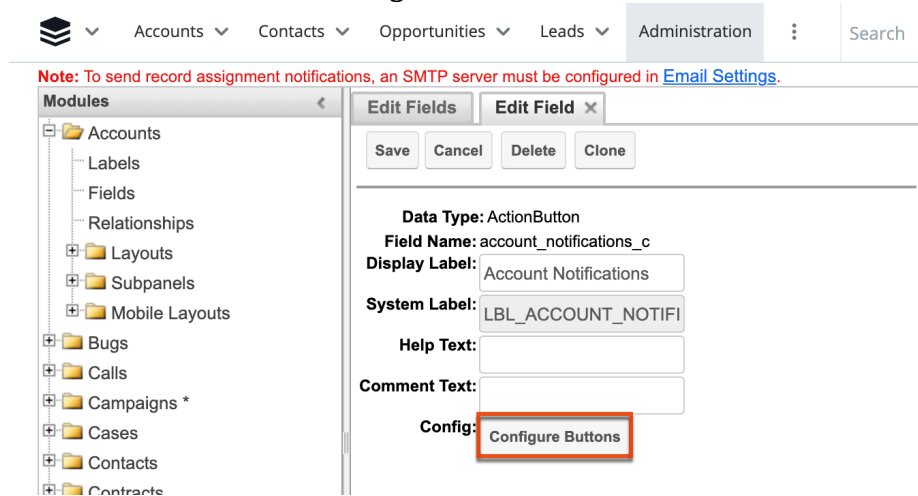 Accounts Contacts Opportunities Leads Administration Search
Note: To send record assignment notifications, an SMTP server must be configured in Email Settings.
Modules
Accounts
Labels
Fields
Relationships
Layouts
Subpanels
Mobile Layouts
Bugs
Calls
Campaigns *
Cases
Contacts
Contracts
Edit Fields Edit Field
Save Cancel Delete Clone
Data Type: ActionButton
Field Name: account_notifications_c
Display Label: Account Notifications
System Label: LBL_ACCOUNT_NOTIFI
Help Text:
Comment Text:
Config: Configure Buttons